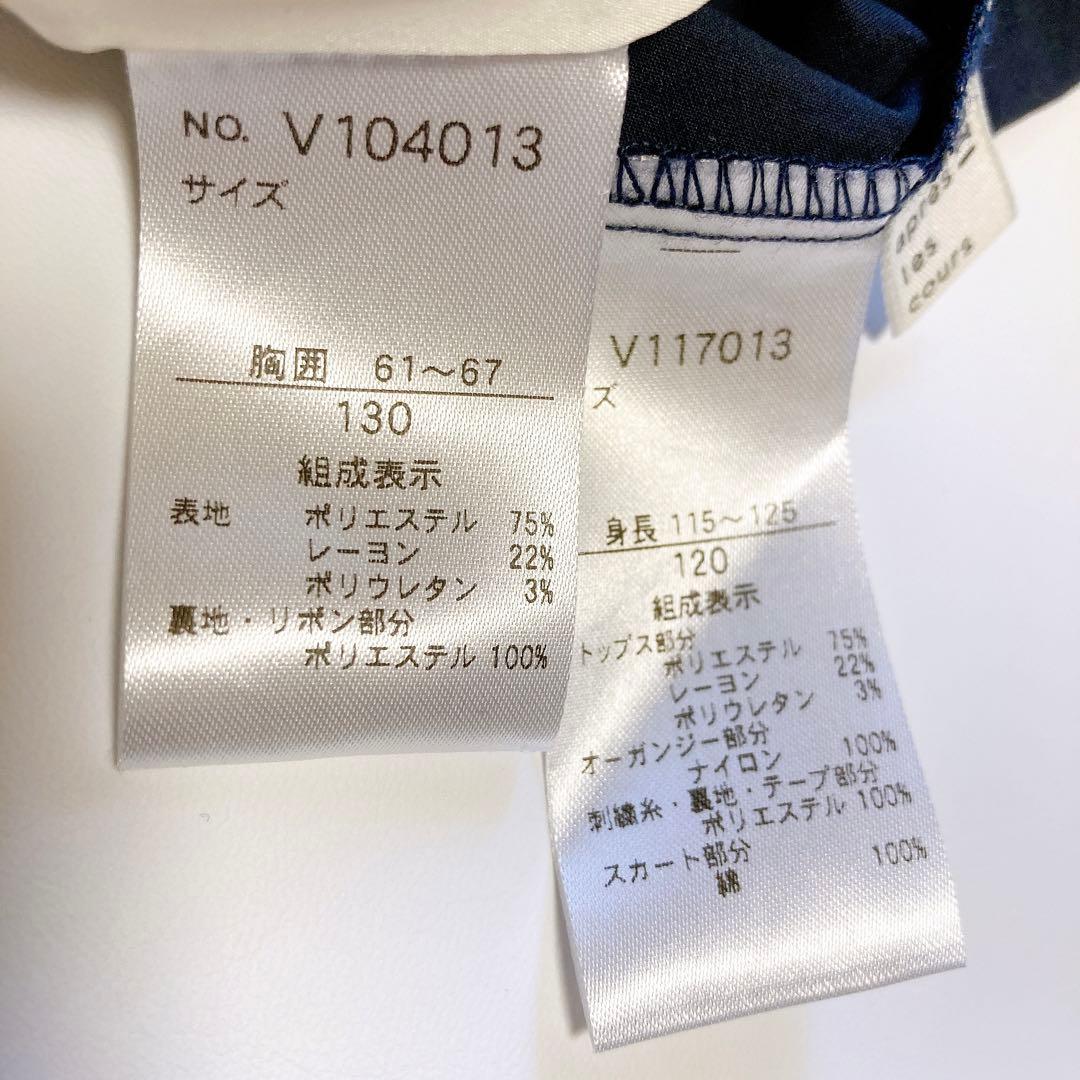 NO. V104013
サイズ
胸囲 61～67
130
組成表示
表地 ポリエステル 75%
レーヨン 22%
ポリウレタン 3%
裏地・リボン部分
ポリエステル 100%
après
les
cours
V117013
ズ
身長 115～125
120
組成表示
トップス部分
ポリエステル 75%
レーヨン 22%
ポリウレタン 3%
オーガンジー部分
ナイロン 100%
刺繍糸・裏地・テープ部分
ポリエステル 100%
スカート部分
綿 100%